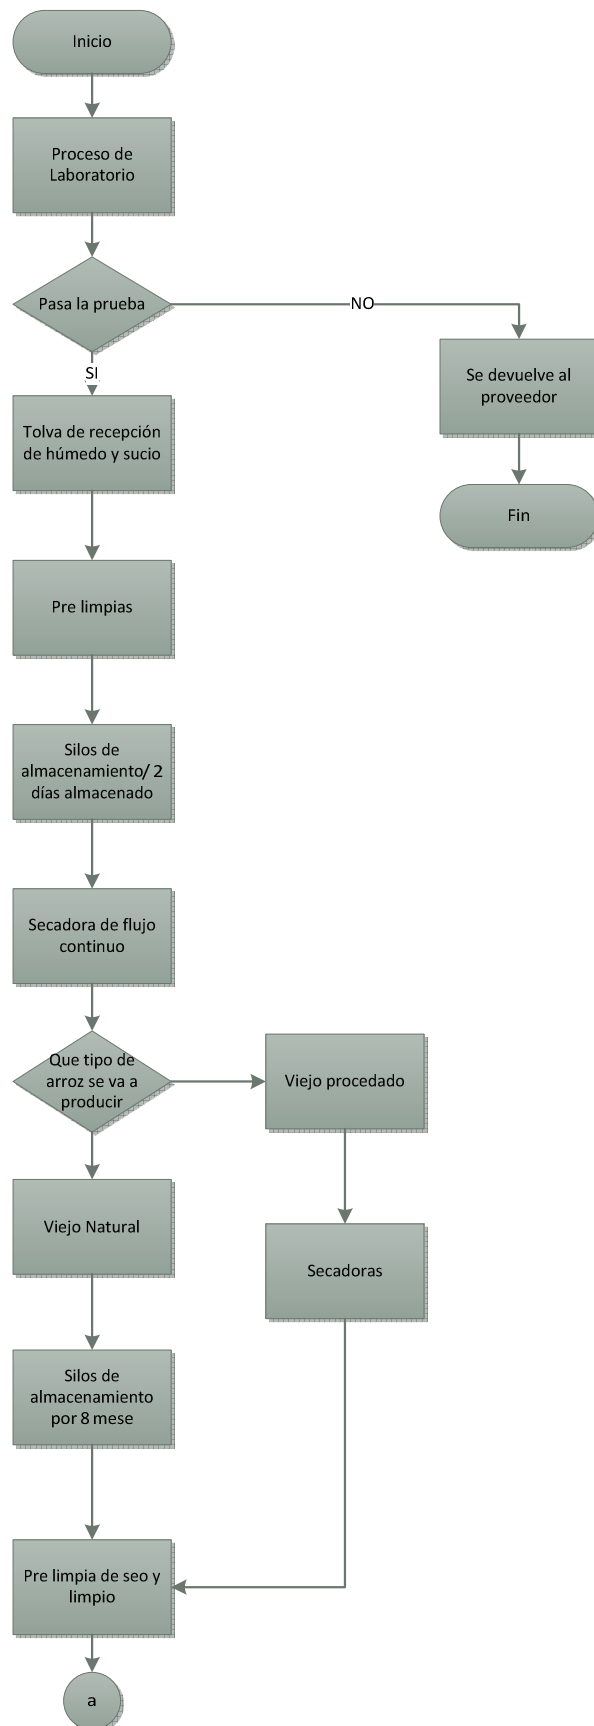 Inicio
Proceso de
Laboratorio
Pasa la prueba
NO
SI
Se devuelve al
proveedor
Tolva de recepción
de húmedo y sucio
Fin
Pre limpias
Silos de
almacenamiento/ 2
días almacenado
Secadora de flujo
continuo
Que tipo de
arroz se va a
producir
Viejo procedado
Viejo Natural
Secadoras
Silos de
almacenamiento
por 8 mese
Pre limpia de seo y
limpio
a